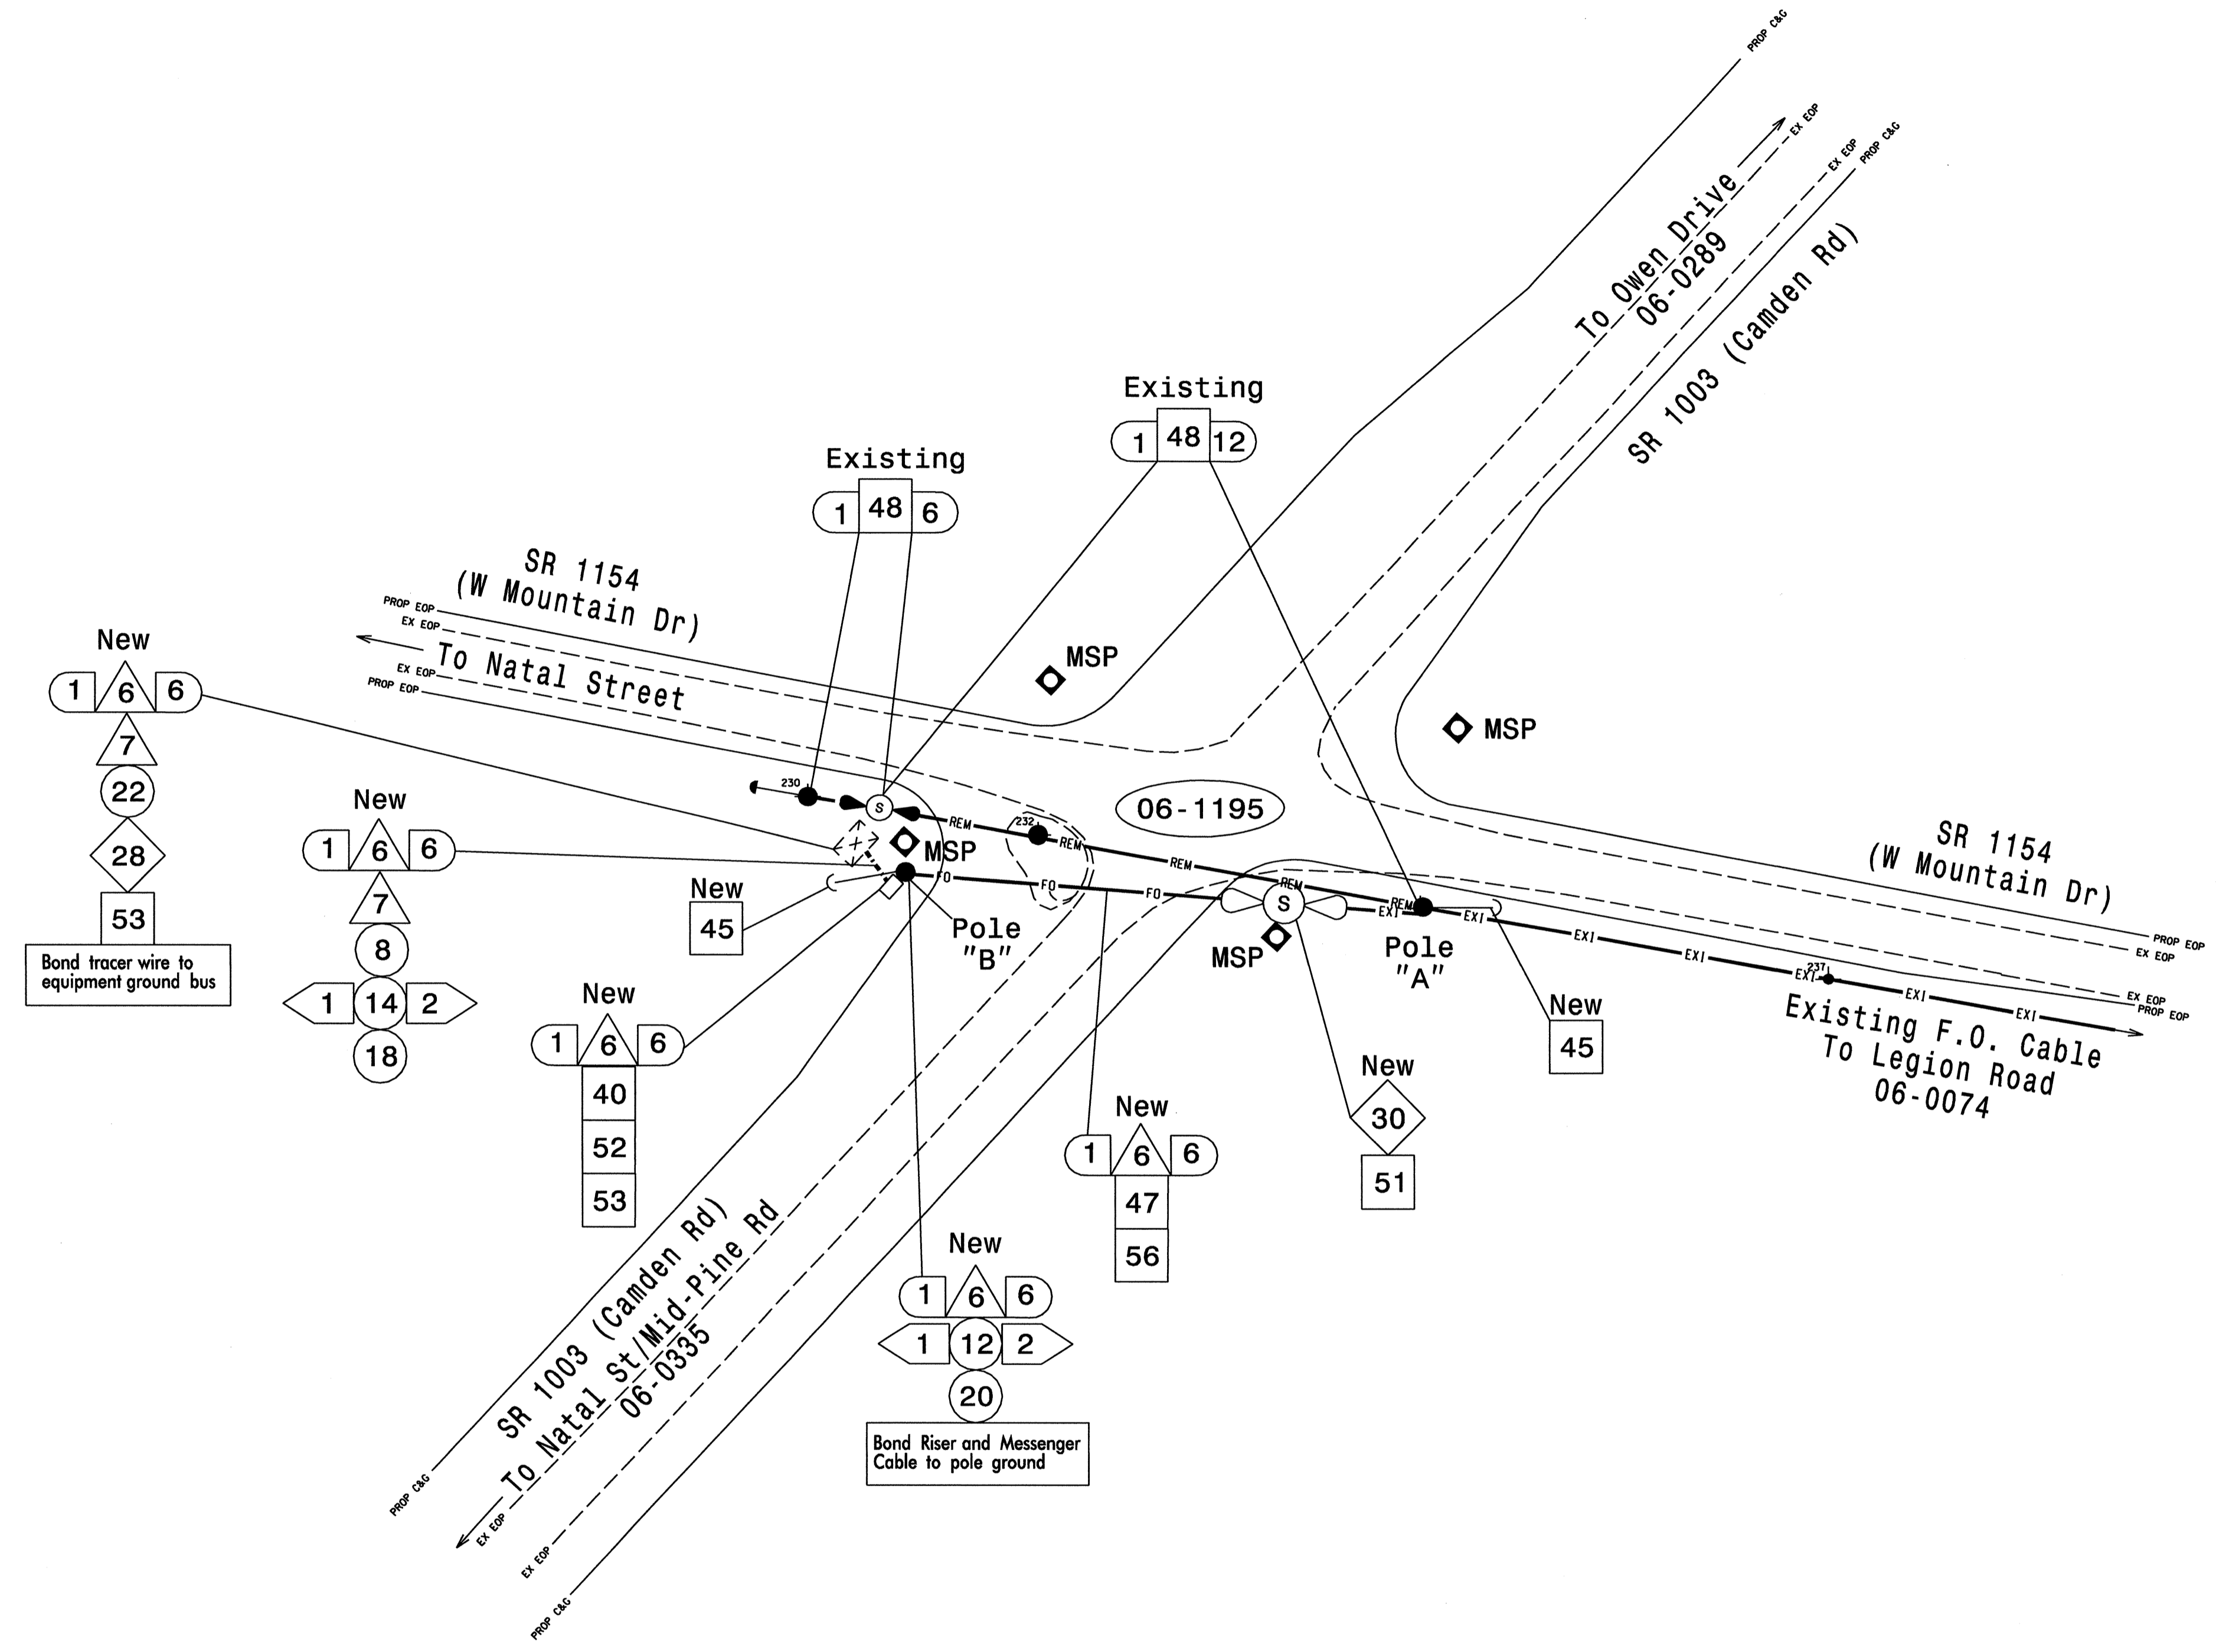 PROP C&G
EX EOP
EX EOP
PROP C&G
To Owen Drive
06-0289
SR 1003 (Camden Rd)
Existing
1 48 12
Existing
1 48 6
SR 1154
(W Mountain Dr)
PROP EOP
EX EOP
To Natal Street
EX EOP
PROP EOP
MSP
MSP
New
1 6 6
7
22
28
53
Bond tracer wire to
equipment ground bus
New
1 6 6
7
8
1 14 2
18
230
S
REM
232
REM
REM
REM
REM
06-1195
MSP
FO
FO
FO
S
EXI
EXI
EXI
EXI
EXI
237
EXI
EXI
SR 1154
(W Mountain Dr)
PROP EOP
EX EOP
EX EOP
PROP EOP
New
45
Pole
"B"
MSP
Pole
"A"
New
45
Existing F.O. Cable
To Legion Road
06-0074
New
1 6 6
40
52
53
New
1 6 6
47
56
New
30
51
New
1 6 6
1 12 2
20
Bond Riser and Messenger
Cable to pole ground
SR 1003 (Camden Rd)
To Natal St/Mid-Pine Rd
06-0335
PROP C&G
EX EOP
EX EOP
PROP C&G